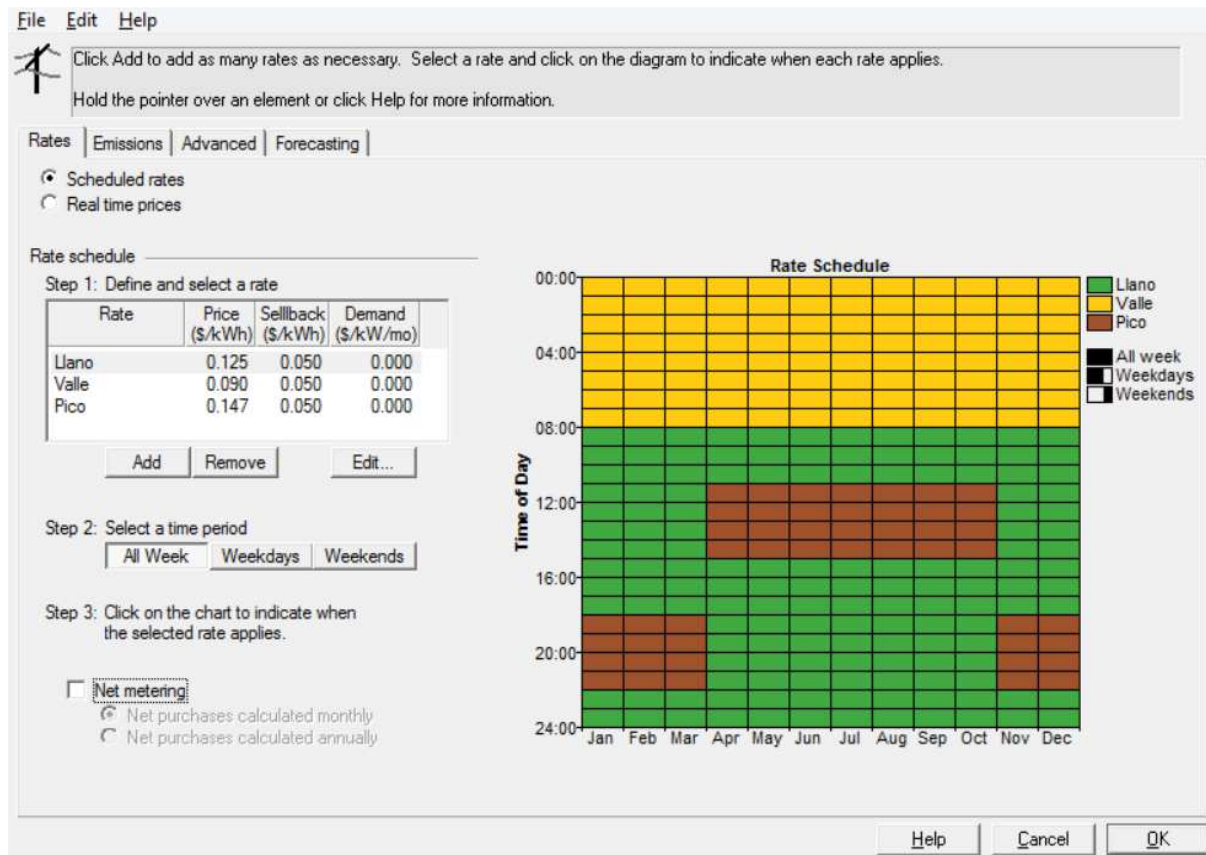 File Edit Help
Click Add to add as many rates as necessary. Select a rate and click on the diagram to indicate when each rate applies.
Hold the pointer over an element or click Help for more information.
Rates Emissions Advanced Forecasting
Scheduled rates
Real time prices
Rate schedule
Step 1: Define and select a rate
Rate Price Selllback Demand
($/kWh) ($/kWh) ($/kW/mo)
Llano 0.125 0.050 0.000
Valle 0.090 0.050 0.000
Pico 0.147 0.050 0.000
Add Remove Edit...
Step 2: Select a time period
All Week Weekdays Weekends
Step 3: Click on the chart to indicate when
the selected rate applies.
Net metering
Net purchases calculated monthly
Net purchases calculated annually
Rate Schedule
00:00
04:00
08:00
12:00
16:00
20:00
24:00
Time of Day
Jan Feb Mar Apr May Jun Jul Aug Sep Oct Nov Dec
Llano
Valle
Pico
All week
Weekdays
Weekends
Help Cancel OK